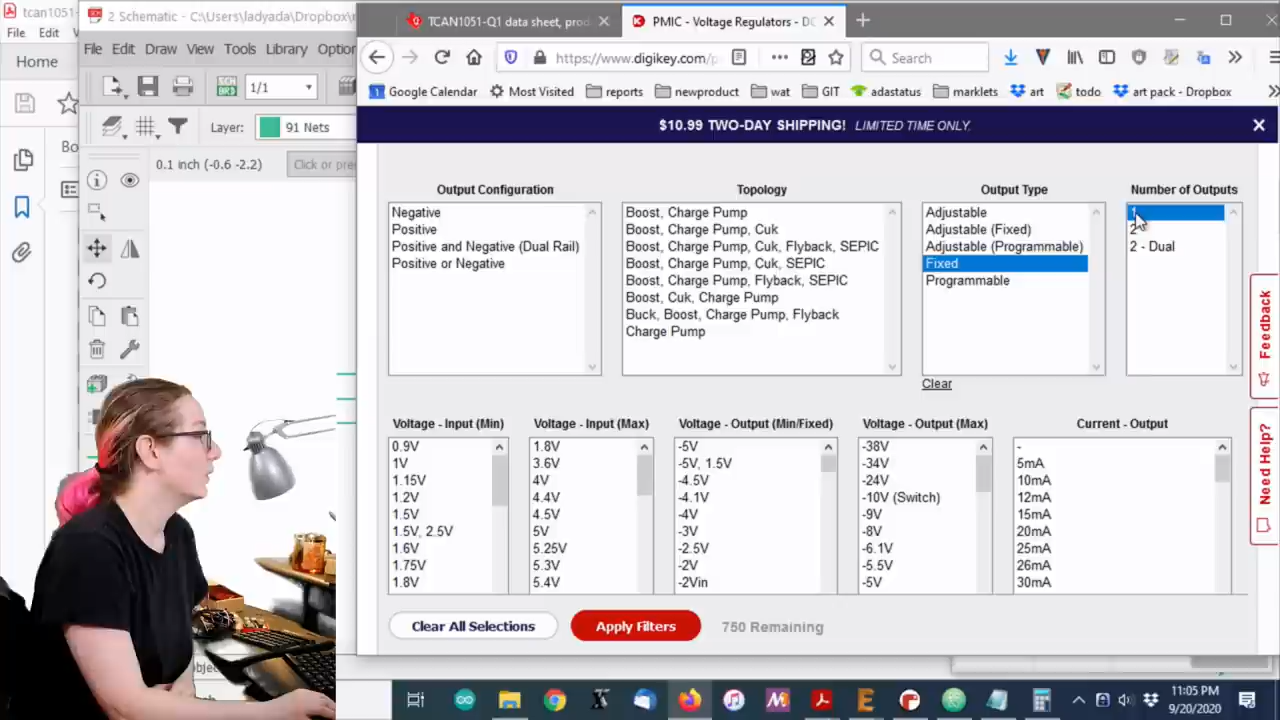 tcan1051-
2 Schematic - C:\Users\ladyada\Dropbox\r
TCAN1051-Q1 data sheet, prod
PMIC - Voltage Regulators - DC
File Edit
File Edit Draw View Tools Library Option
https://www.digikey.com/p
Search
Home
1/1
Google Calendar Most Visited reports newproduct wat GIT adastatus marklets art todo art pack - Dropbox
Layer: 91 Nets
$10.99 TWO-DAY SHIPPING! LIMITED TIME ONLY.
Bo
0.1 inch (-0.6 -2.2)
Click or pre
Output Configuration
Negative
Positive
Positive and Negative (Dual Rail)
Positive or Negative
Topology
Boost, Charge Pump
Boost, Charge Pump, Cuk
Boost, Charge Pump, Cuk, Flyback, SEPIC
Boost, Charge Pump, Cuk, SEPIC
Boost, Charge Pump, Flyback, SEPIC
Boost, Cuk, Charge Pump
Buck, Boost, Charge Pump, Flyback
Charge Pump
Output Type
Adjustable
Adjustable (Fixed)
Adjustable (Programmable)
Fixed
Programmable
Clear
Number of Outputs
1
2
2 - Dual
Feedback
Need Help?
Voltage - Input (Min)
0.9V
1V
1.15V
1.2V
1.5V
1.5V, 2.5V
1.6V
1.75V
1.8V
Voltage - Input (Max)
1.8V
3.6V
4V
4.4V
4.5V
5V
5.25V
5.3V
5.4V
Voltage - Output (Min/Fixed)
-5V
-5V, 1.5V
-4.5V
-4.1V
-4V
-3V
-2.5V
-2V
-2Vin
Voltage - Output (Max)
-38V
-34V
-24V
-10V (Switch)
-9V
-8V
-6.1V
-5.5V
-5V
Current - Output
-
5mA
10mA
12mA
15mA
20mA
25mA
26mA
30mA
Clear All Selections
Apply Filters
750 Remaining
11:05 PM
9/20/2020